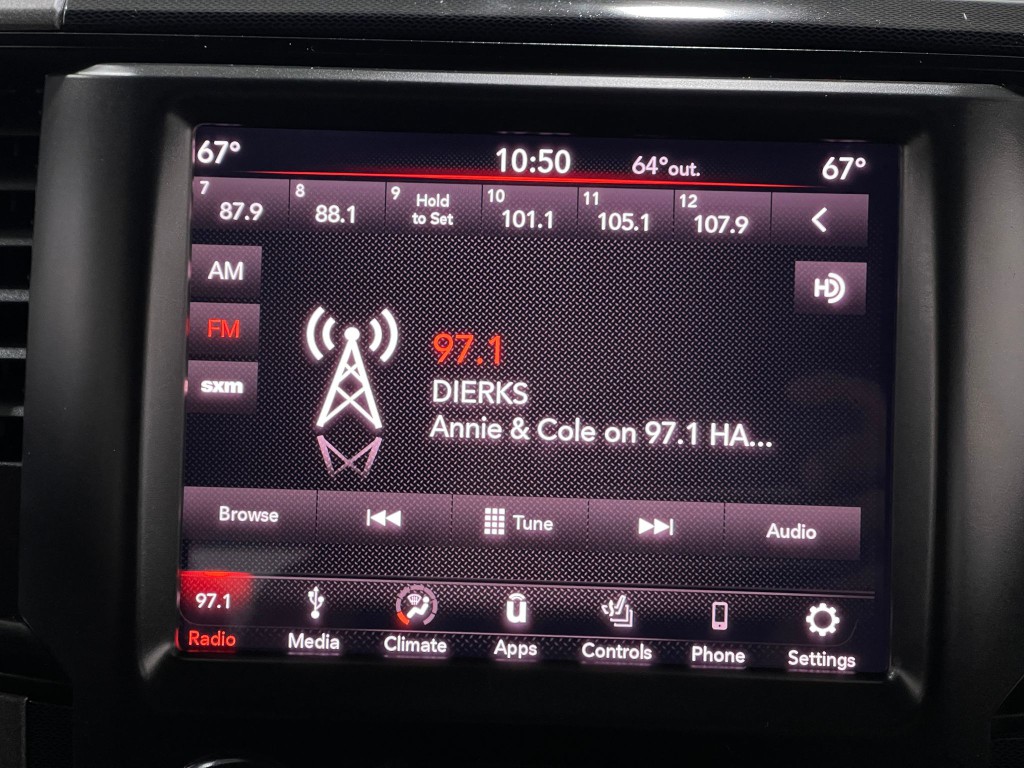 67° 10:50 64° out. 67°
7 87.9 8 88.1 9 Hold to Set 10 101.1 11 105.1 12 107.9
AM
HD
FM
97.1
sxm
DIERKS
Annie & Cole on 97.1 HA...
Browse Tune Audio
97.1
Radio Media Climate Apps Controls Phone Settings